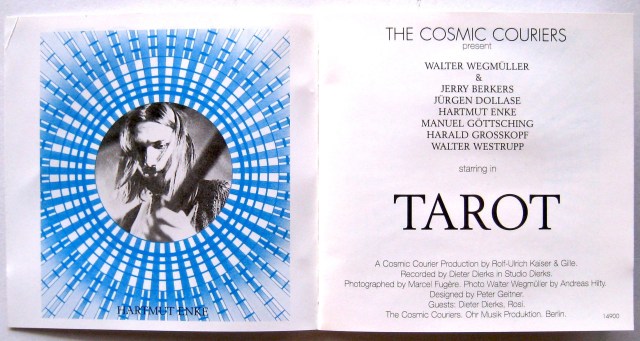 HARTMUT ENKE
THE COSMIC COURIERS
present
WALTER WEGMÜLLER
&
JERRY BERKERS
JÜRGEN DOLLASE
HARTMUT ENKE
MANUEL GÖTTSCHING
HARALD GROSSKOPF
WALTER WESTRUPP
starring in
TAROT
A Cosmic Courier Production by Rolf-Ulrich Kaiser & Gille.
Recorded by Dieter Dierks in Studio Dierks.
Photographed by Marcel Fugère. Photo Walter Wegmüller by Andreas Hilty.
Designed by Peter Geitner.
Guests: Dieter Dierks, Rosi.
The Cosmic Couriers. Ohr Musik Produktion. Berlin.
14900